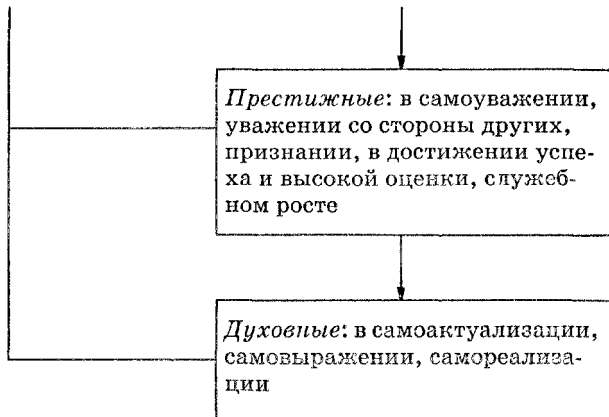 Престижные: в самоуважении,
уважении со стороны других,
признании, в достижении успе-
ха и высокой оценки, служеб-
ном росте
Духовные: в самоактуализации,
самовыражении, самореализа-
ции